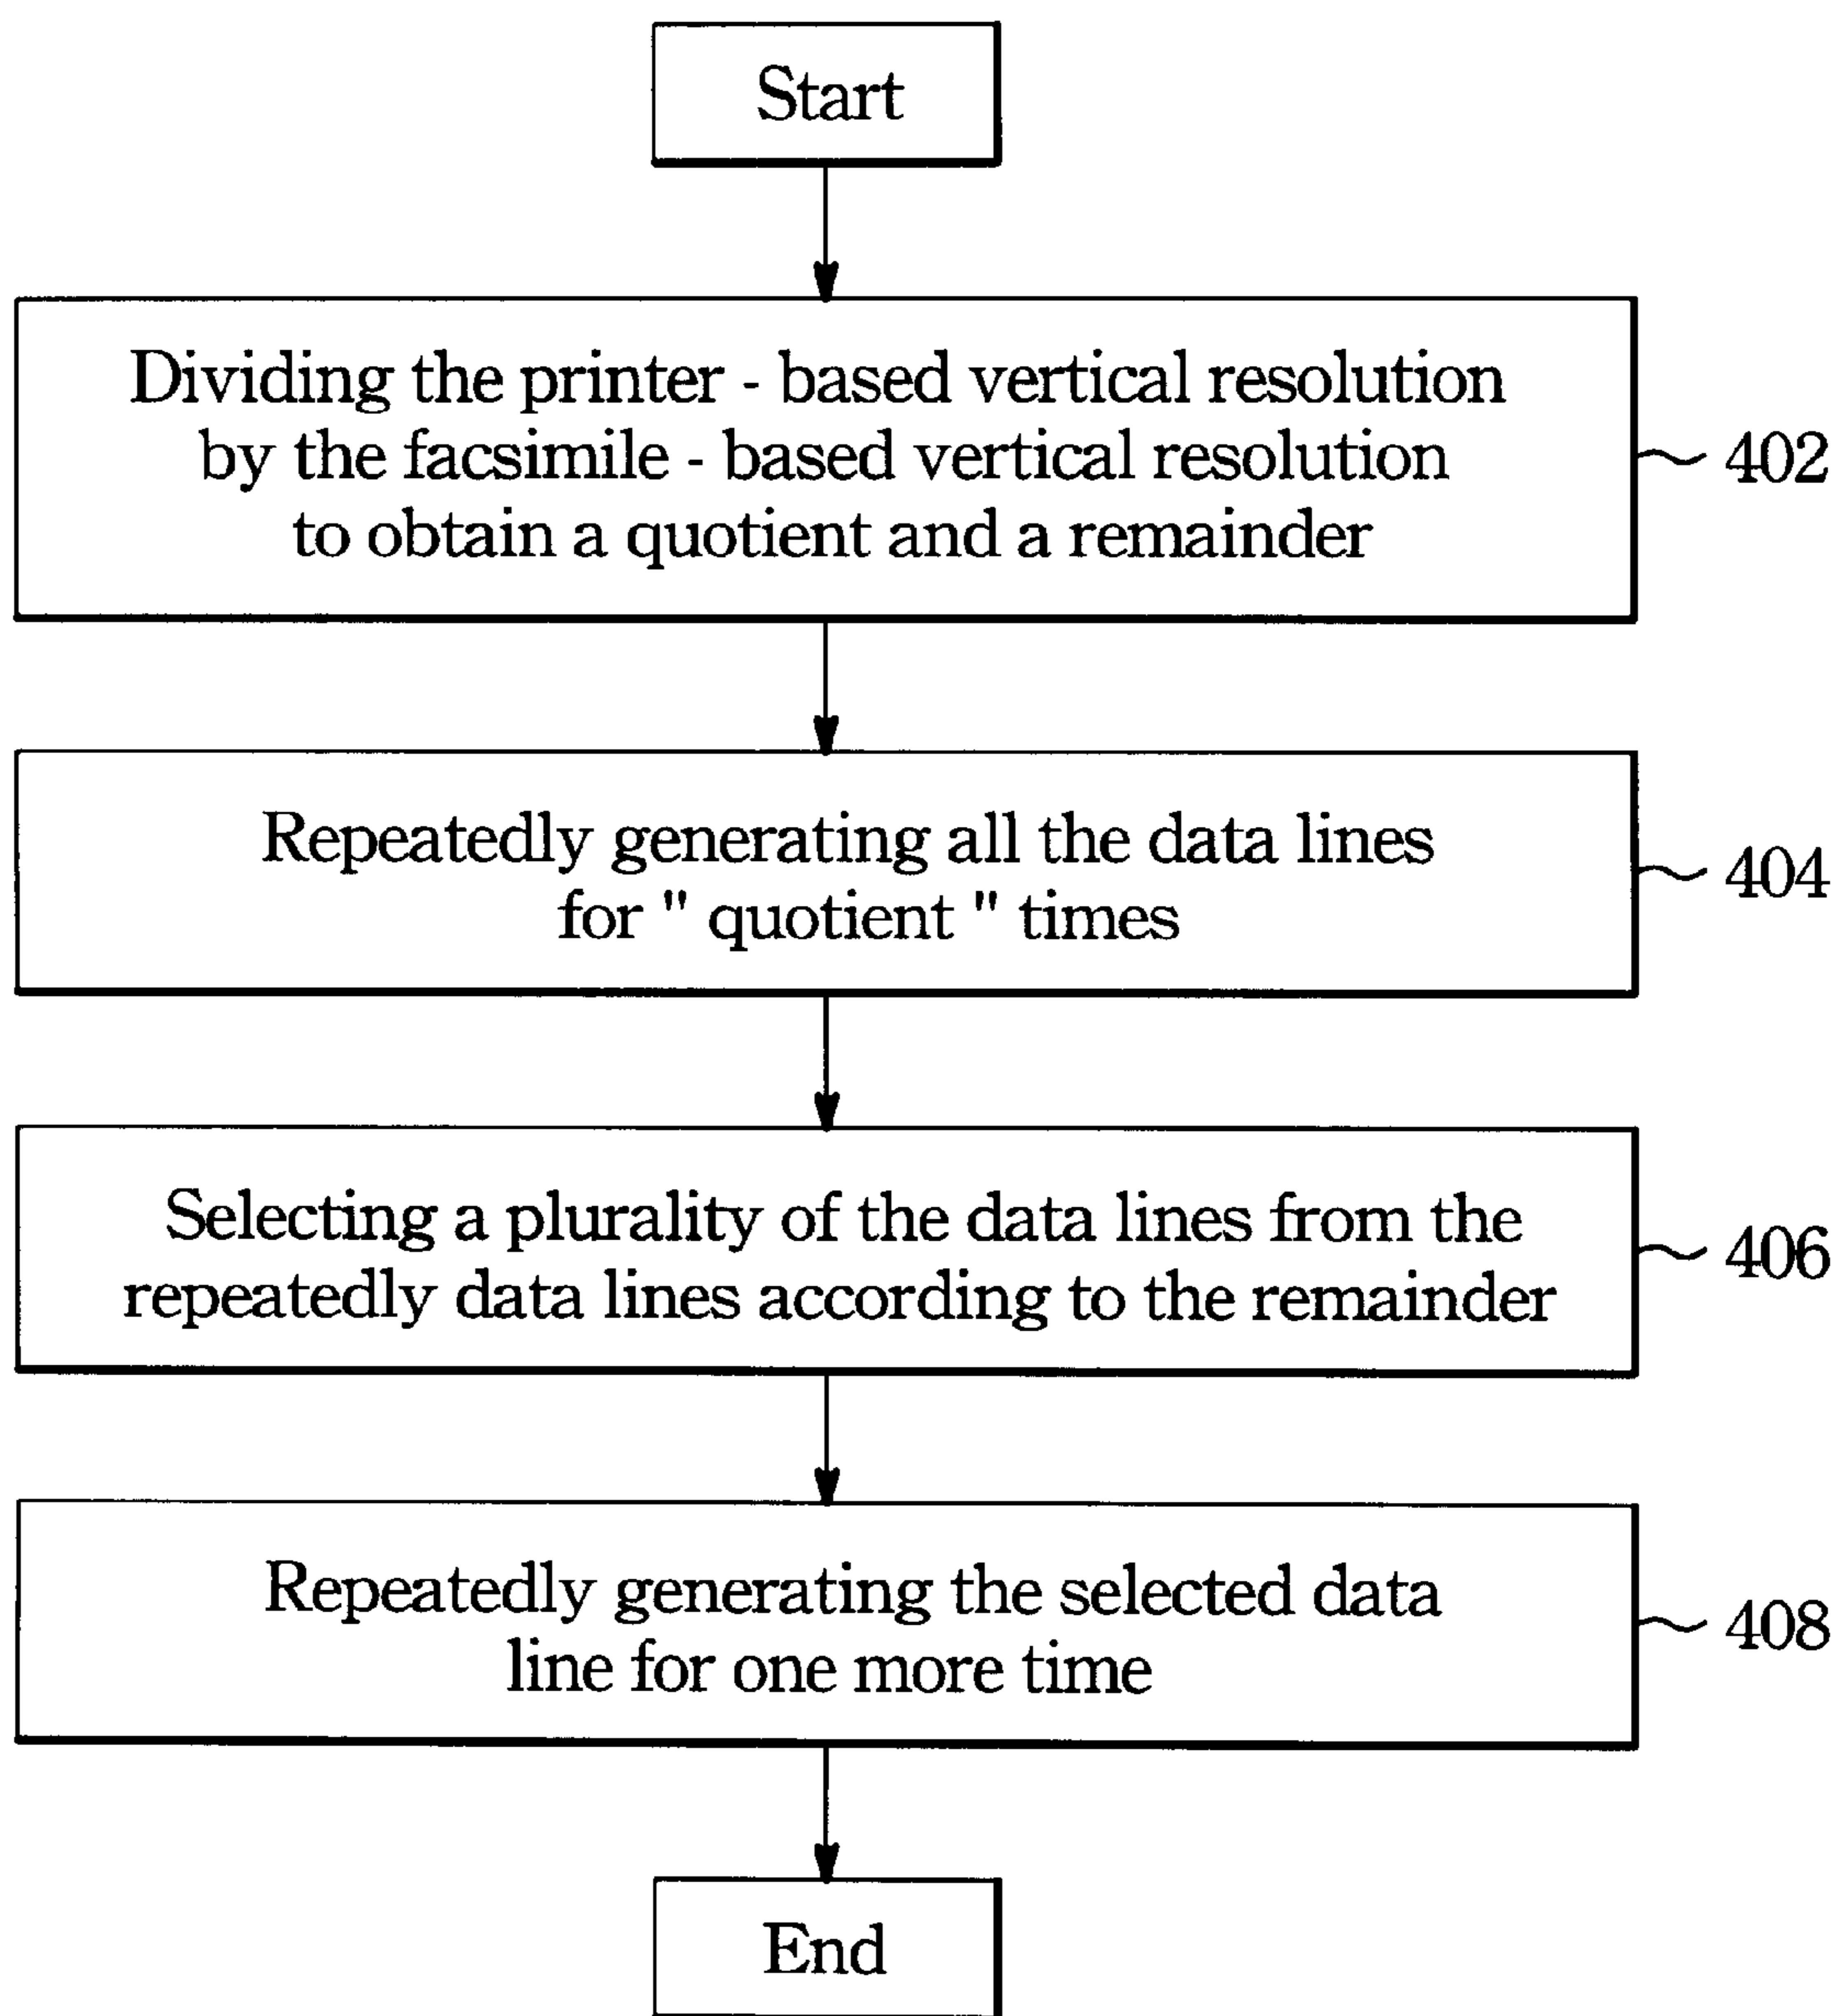 Start
Dividing the printer - based vertical resolution
by the facsimile - based vertical resolution
to obtain a quotient and a remainder
402
Repeatedly generating all the data lines
for " quotient " times
404
Selecting a plurality of the data lines from the
repeatedly data lines according to the remainder
406
Repeatedly generating the selected data
line for one more time
408
End